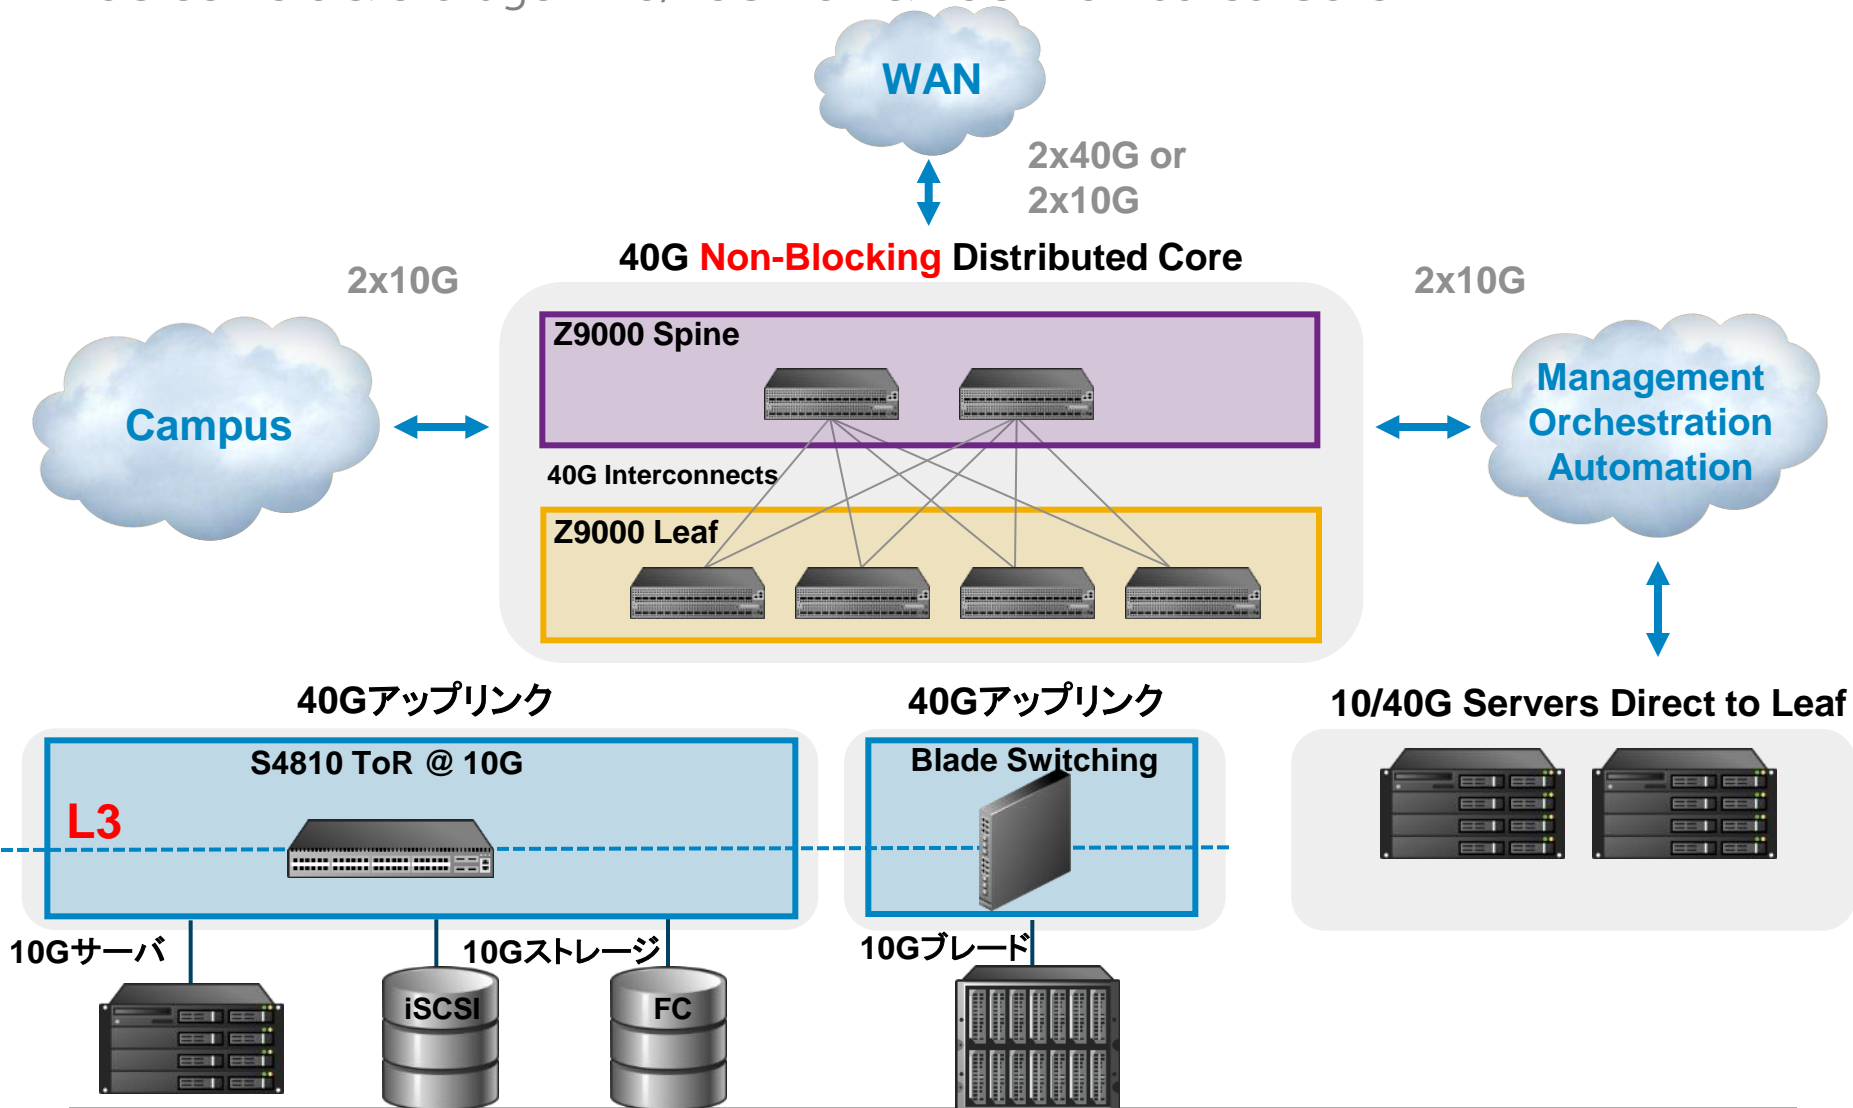 WAN
2x40G or
2x10G
40G Non-Blocking Distributed Core
2x10G
2x10G
Z9000 Spine
Campus
Management
Orchestration
Automation
40G Interconnects
Z9000 Leaf
40Gアップリンク
40Gアップリンク
10/40G Servers Direct to Leaf
S4810 ToR @ 10G
Blade Switching
L3
10Gサーバ
10Gストレージ
10Gブレード
iSCSI
FC